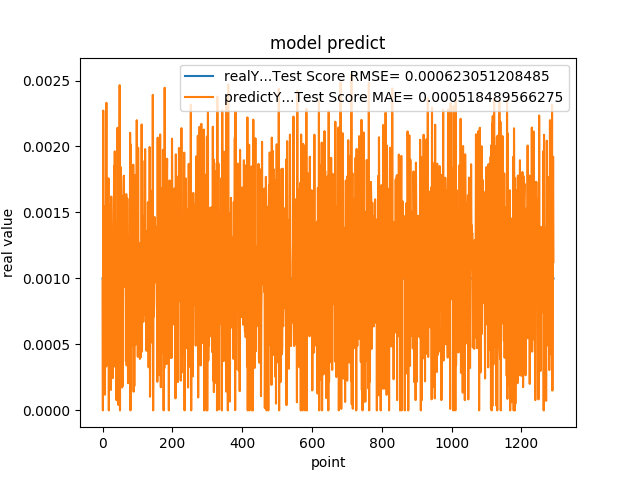 model predict
realY...Test Score RMSE= 0.000623051208485
predictY...Test Score MAE= 0.000518489566275
real value
0.0025
0.0020
0.0015
0.0010
0.0005
0.0000
0 200 400 600 800 1000 1200
point